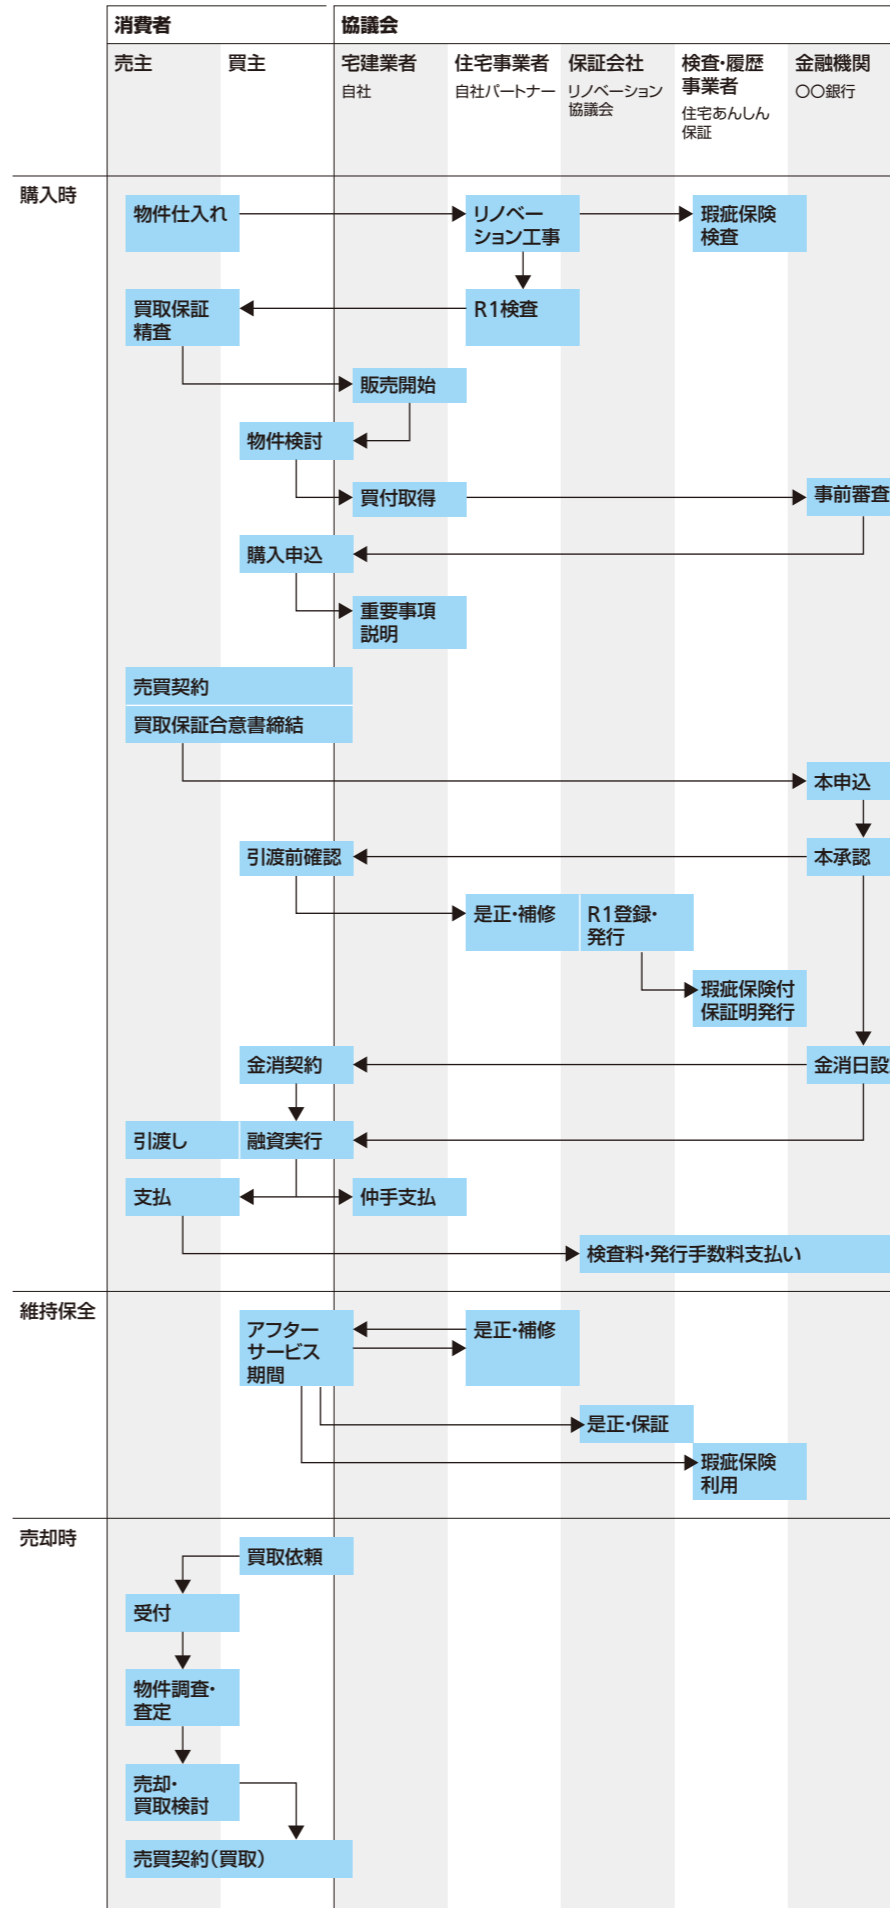 消費者
協議会
売主
買主
宅建業者
自社
住宅事業者
自社パートナー
保証会社
リノベーション
協議会
検査・履歴
事業者
住宅あんしん
保証
金融機関
〇〇銀行
購入時
物件仕入れ
リノベー
ション工事
瑕疵保険
検査
買取保証
精査
R1検査
販売開始
物件検討
買付取得
事前審査
購入申込
重要事項
説明
売買契約
買取保証合意書締結
本申込
引渡前確認
本承認
是正・補修
R1登録・
発行
瑕疵保険付
保証明発行
金消契約
金消日設
引渡し
融資実行
支払
仲手支払
検査料・発行手数料支払い
維持保全
アフター
サービス
期間
是正・補修
是正・保証
瑕疵保険
利用
売却時
買取依頼
受付
物件調査・
査定
売却・
買取検討
売買契約（買取）